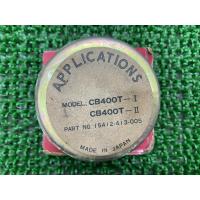 APPLICATIONS
MODEL: CB400T-I
CB400T-II
PART NO 15412-413-005
MADE IN JAPAN